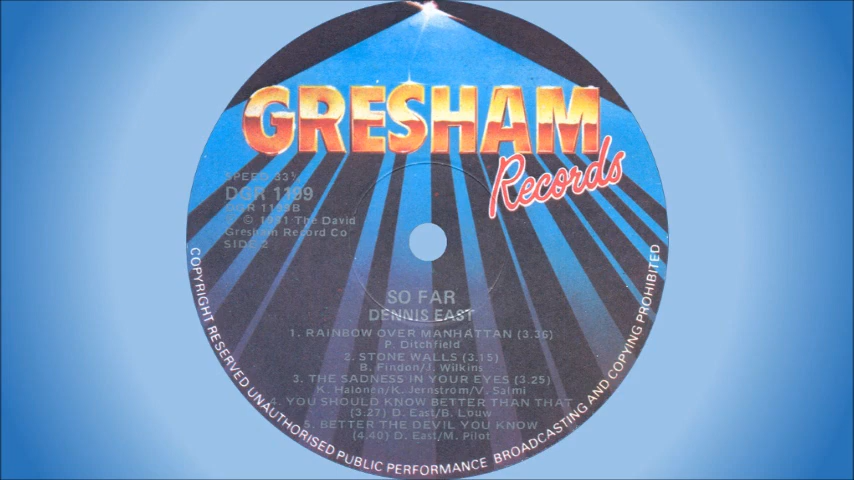 GRESHAM
Records
SPEED 33⅓
DGR 1199
DGR 1199B
℗ © 1981 The David
Gresham Record Co
SIDE 2
SO FAR
DENNIS EAST
1. RAINBOW OVER MANHATTAN (3.36)
P. Ditchfield
2. STONE WALLS (3.15)
B. Findon/J. Wilkins
3. THE SADNESS IN YOUR EYES (3.25)
K. Halonen/K. Jernstrom/V. Salmi
4. YOU SHOULD KNOW BETTER THAN THAT
(3.27) D. East/B. Louw
5. BETTER THE DEVIL YOU KNOW
(4.40) D. East/M. Pilot
COPYRIGHT RESERVED UNAUTHORISED PUBLIC PERFORMANCE BROADCASTING AND COPYING PROHIBITED